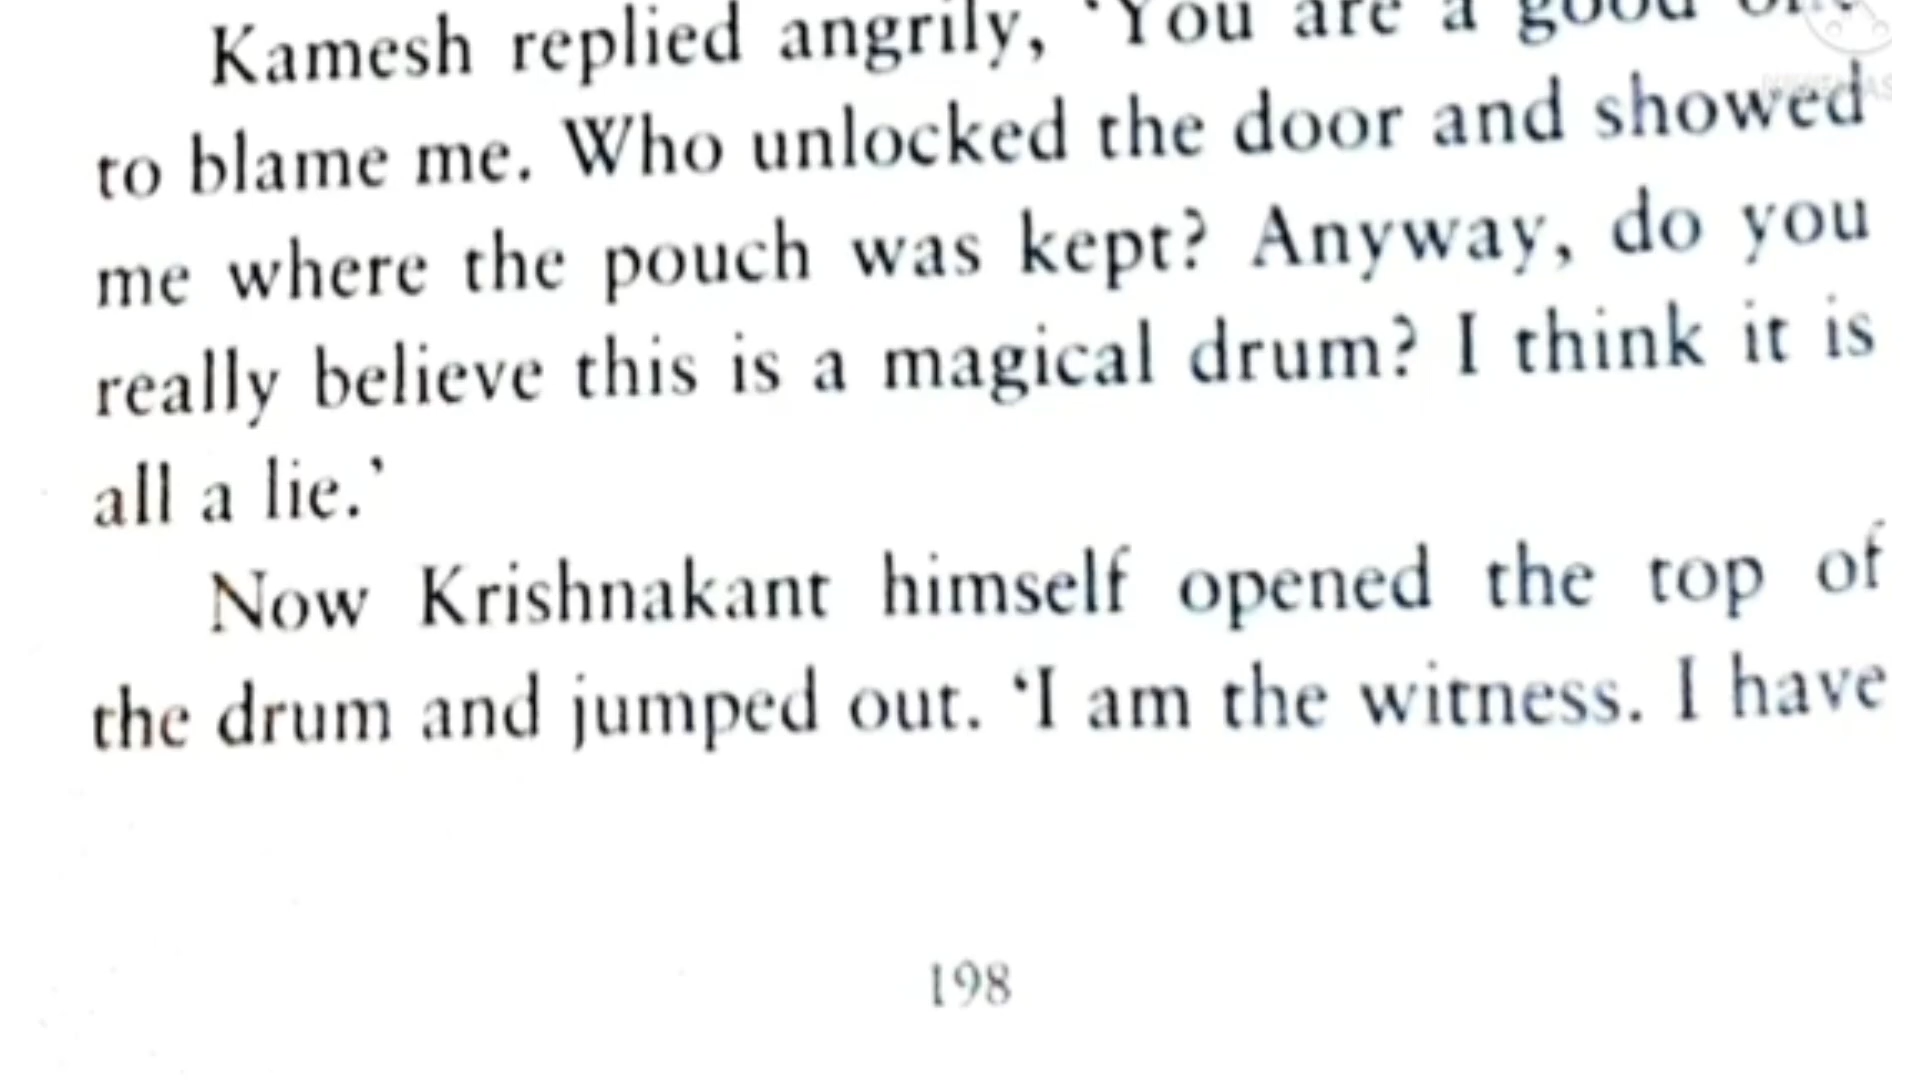 Kamesh replied angrily, 'You are a good one
to blame me. Who unlocked the door and showed
me where the pouch was kept? Anyway, do you
really believe this is a magical drum? I think it is
all a lie.'
Now Krishnakant himself opened the top of
the drum and jumped out. 'I am the witness. I have
198